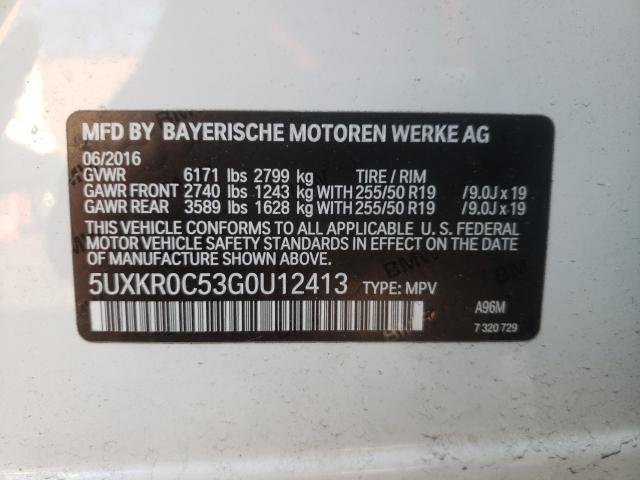 MFD BY BAYERISCHE MOTOREN WERKE AG
06/2016
GVWR 6171 lbs 2799 kg TIRE / RIM
GAWR FRONT 2740 lbs 1243 kg WITH 255/50 R19 /9.0J x 19
GAWR REAR 3589 lbs 1628 kg WITH 255/50 R19 /9.0J x 19
THIS VEHICLE CONFORMS TO ALL APPLICABLE U. S. FEDERAL
MOTOR VEHICLE SAFETY STANDARDS IN EFFECT ON THE DATE OF
MANUFACTURE SHOWN ABOVE.
5UXKR0C53G0U12413 TYPE: MPV
A96M
7 320 729